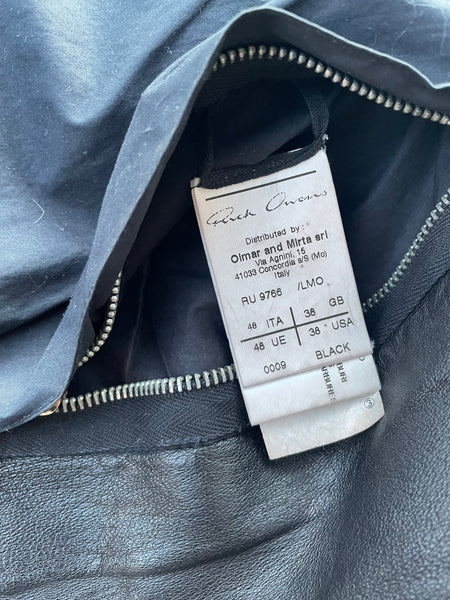 Rick Owens
Distributed by :
Olmar and Mirta srl
Via Agnini, 15
41033 Concordia s/S (Mo)
Italy
RU 9766 /LMO
48 ITA 38 GB
48 UE 38 USA
0009 BLACK
3